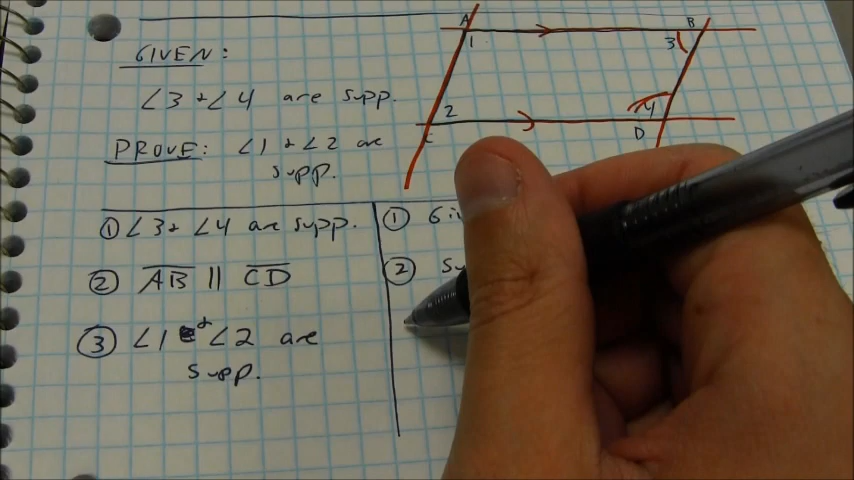 A
B
GIVEN:
1
3
∠3 + ∠4 are supp.
2
4
C
D
PROVE: ∠1 + ∠2 are
supp.
① ∠3 + ∠4 are supp.
①
② AB || CD
②
③ ∠1 & ∠2 are
supp.